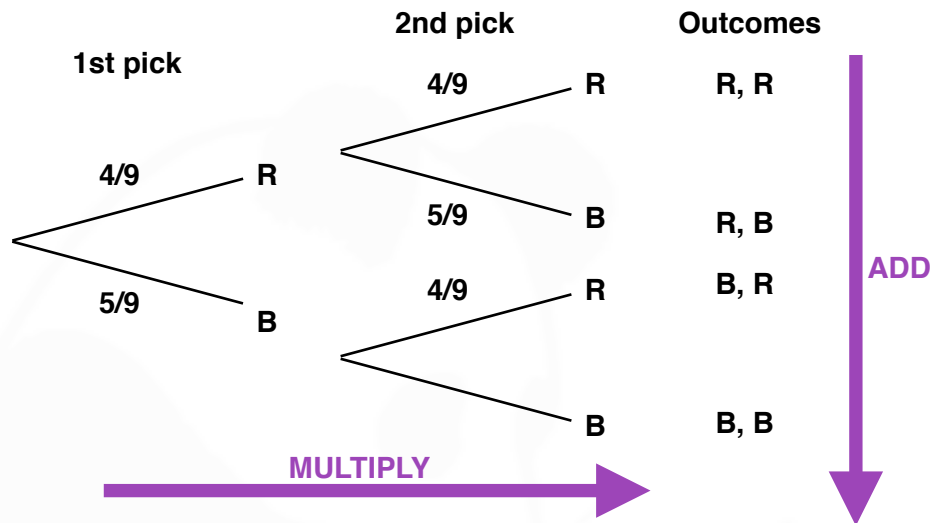 2nd pick Outcomes
1st pick
4/9 R R, R
4/9 R
5/9 B R, B
ADD
4/9 R B, R
5/9 B
B B, B
MULTIPLY